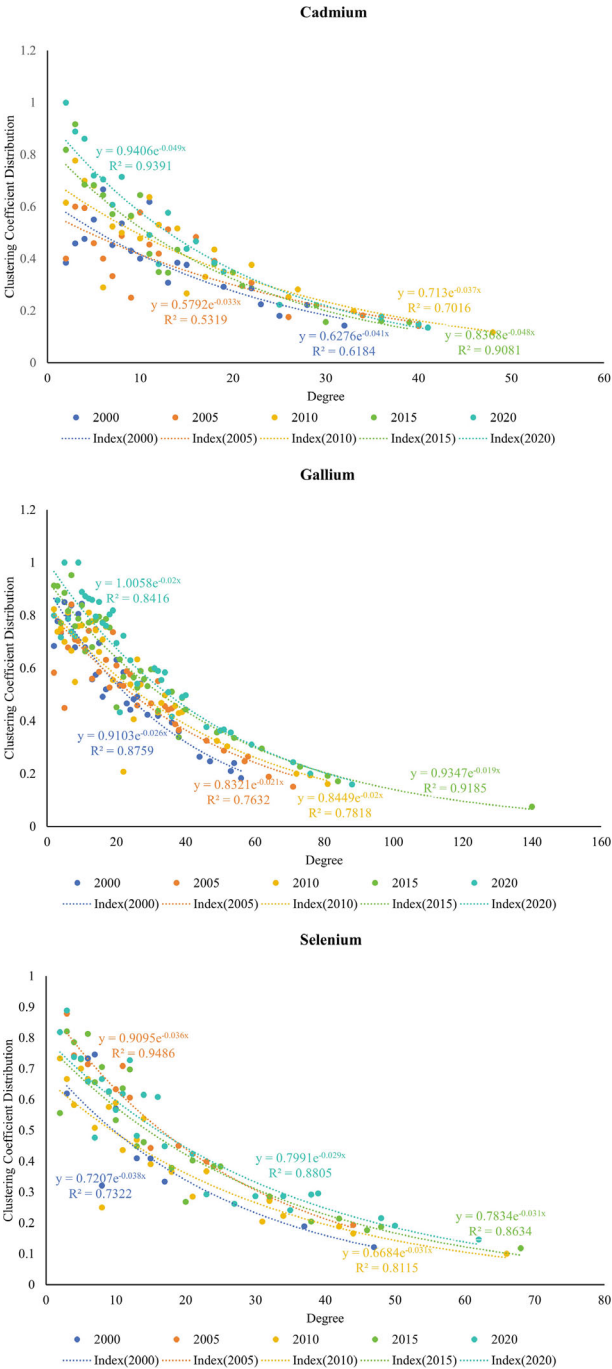 Cadmium
1.2
1
0.8
0.6
0.4
0.2
0
Clustering Coefficient Distribution
y = 0.9406e^-0.049x
R² = 0.9391
y = 0.5792e^-0.033x
R² = 0.5319
y = 0.713e^-0.037x
R² = 0.7016
y = 0.6276e^-0.041x
R² = 0.6184
y = 0.8368e^-0.048x
R² = 0.9081
0 10 20 30 40 50 60
Degree
2000 2005 2010 2015 2020
Index(2000) Index(2005) Index(2010) Index(2015) Index(2020)
Gallium
1.2
1
0.8
0.6
0.4
0.2
0
Clustering Coefficient Distribution
y = 1.0058e^-0.02x
R² = 0.8416
y = 0.9103e^-0.026x
R² = 0.8759
y = 0.8321e^-0.021x
R² = 0.7632
y = 0.8449e^-0.02x
R² = 0.7818
y = 0.9347e^-0.019x
R² = 0.9185
0 20 40 60 80 100 120 140 160
Degree
2000 2005 2010 2015 2020
Index(2000) Index(2005) Index(2010) Index(2015) Index(2020)
Selenium
1
0.9
0.8
0.7
0.6
0.5
0.4
0.3
0.2
0.1
0
Clustering Coefficient Distribution
y = 0.9095e^-0.036x
R² = 0.9486
y = 0.7207e^-0.038x
R² = 0.7322
y = 0.7991e^-0.029x
R² = 0.8805
y = 0.7834e^-0.031x
R² = 0.8634
y = 0.6684e^-0.031x
R² = 0.8115
0 10 20 30 40 50 60 70 80
Degree
2000 2005 2010 2015 2020
Index(2000) Index(2005) Index(2010) Index(2015) Index(2020)